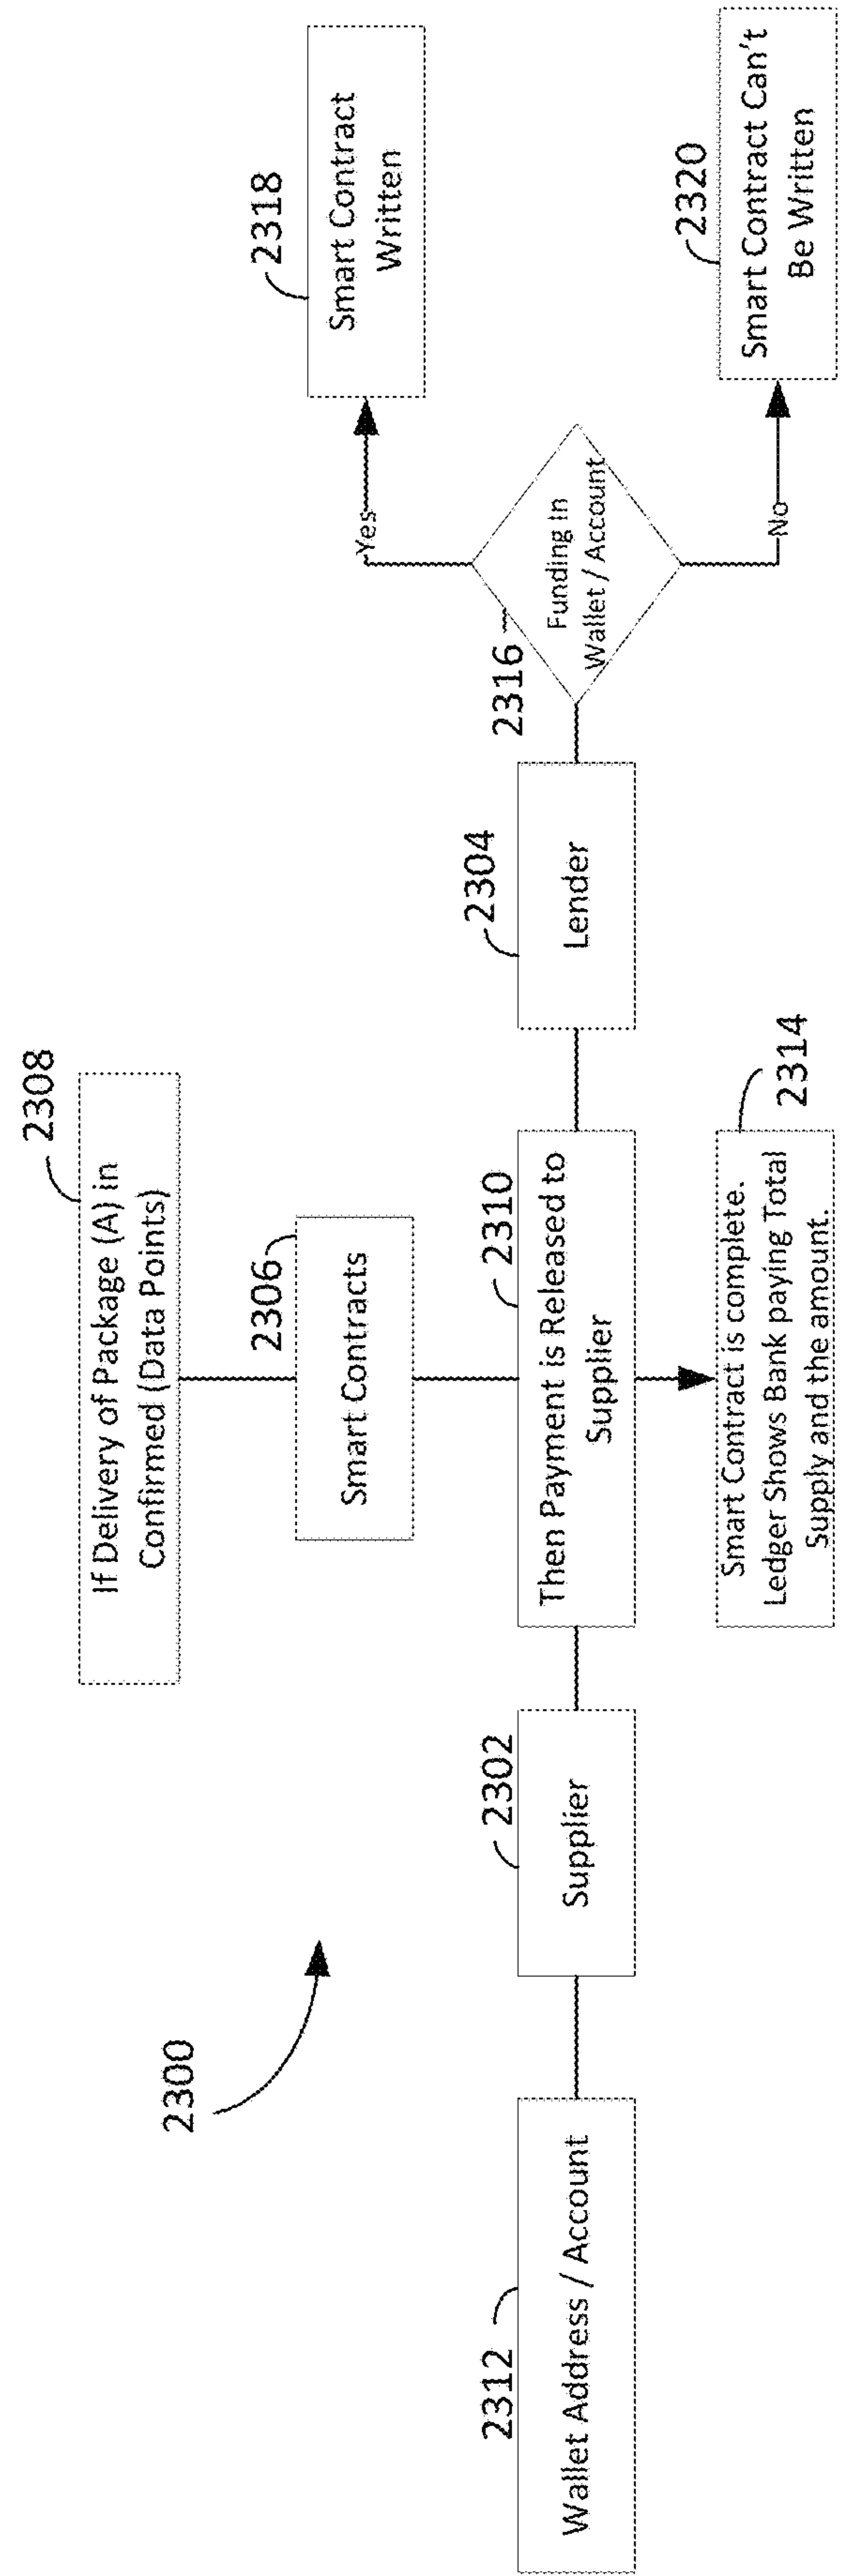 2308
If Delivery of Package (A) in
Confirmed (Data Points)
2300
2306
Smart Contracts
2318
Smart Contract
Written
Yes
2312
Wallet Address / Account
2302
Supplier
2310
Then Payment is Released to
Supplier
2304
Lender
2316
Funding In
Wallet / Account
2314
Smart Contract is complete.
Ledger Shows Bank paying Total
Supply and the amount.
No
2320
Smart Contract Can't
Be Written